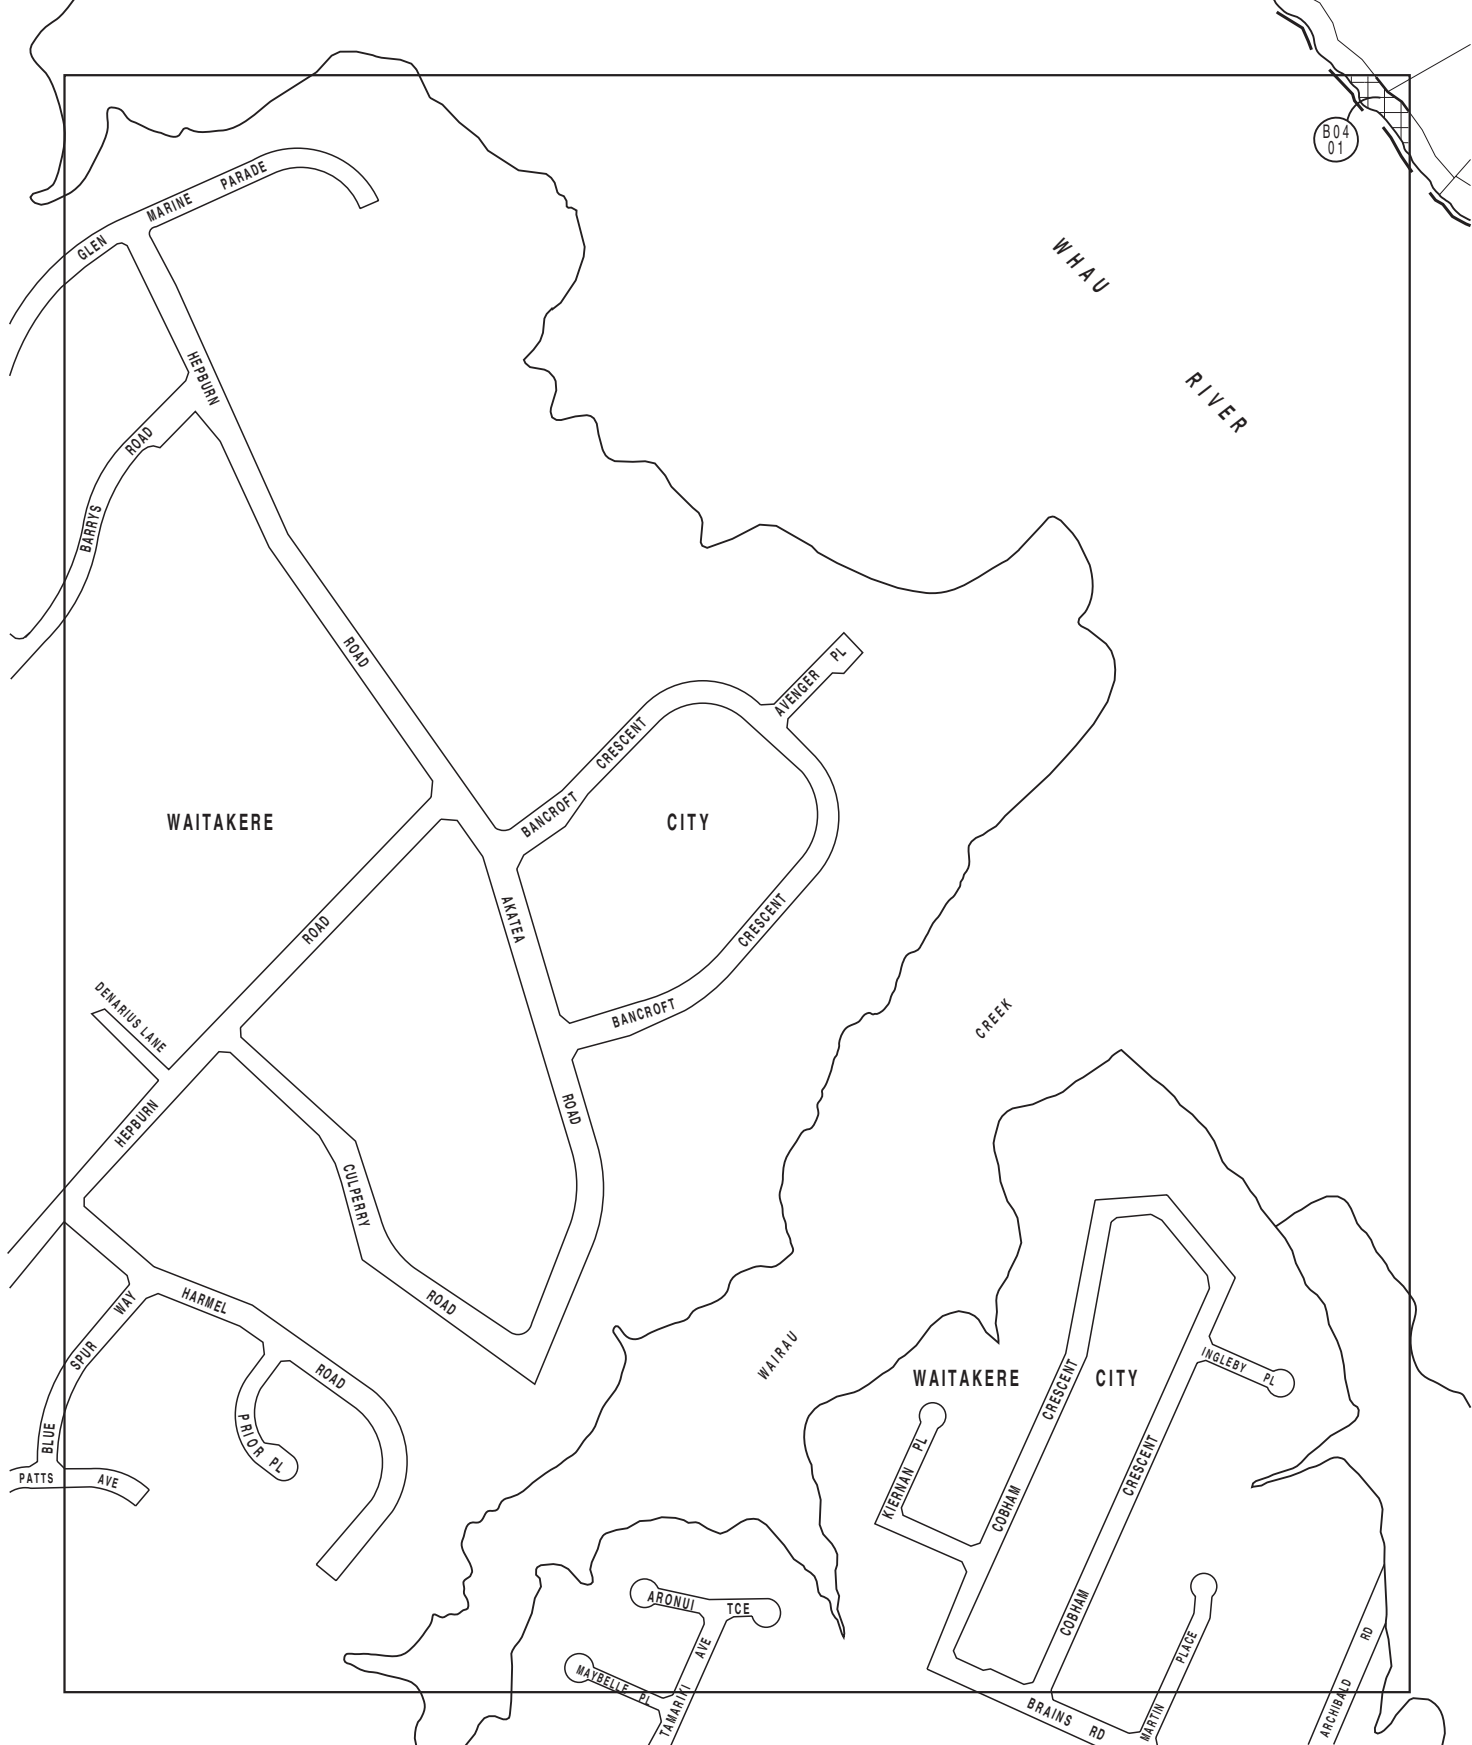 B04
01
WHAU
RIVER
GLEN
MARINE
PARADE
HEPBURN
ROAD
BARRYS
ROAD
ROAD
AVENGER PL
BANCROFT
CRESCENT
WAITAKERE
CITY
AKATEA
ROAD
CRESCENT
BANCROFT
DENARIUS LANE
HEPBURN
ROAD
CREEK
CULPERRY
ROAD
WAIRAU
HARMEL
ROAD
SPUR
WAY
BLUE
PRIOR PL
PATTS
AVE
WAITAKERE
CITY
INGLEBY
PL
KIERNAN PL
COBHAM
CRESCENT
COBHAM
CRESCENT
ARONUI
TCE
MAYBELLE PL
TAMARIKI
AVE
BRAINS
RD
MARTIN
PLACE
ARCHIBALD
RD